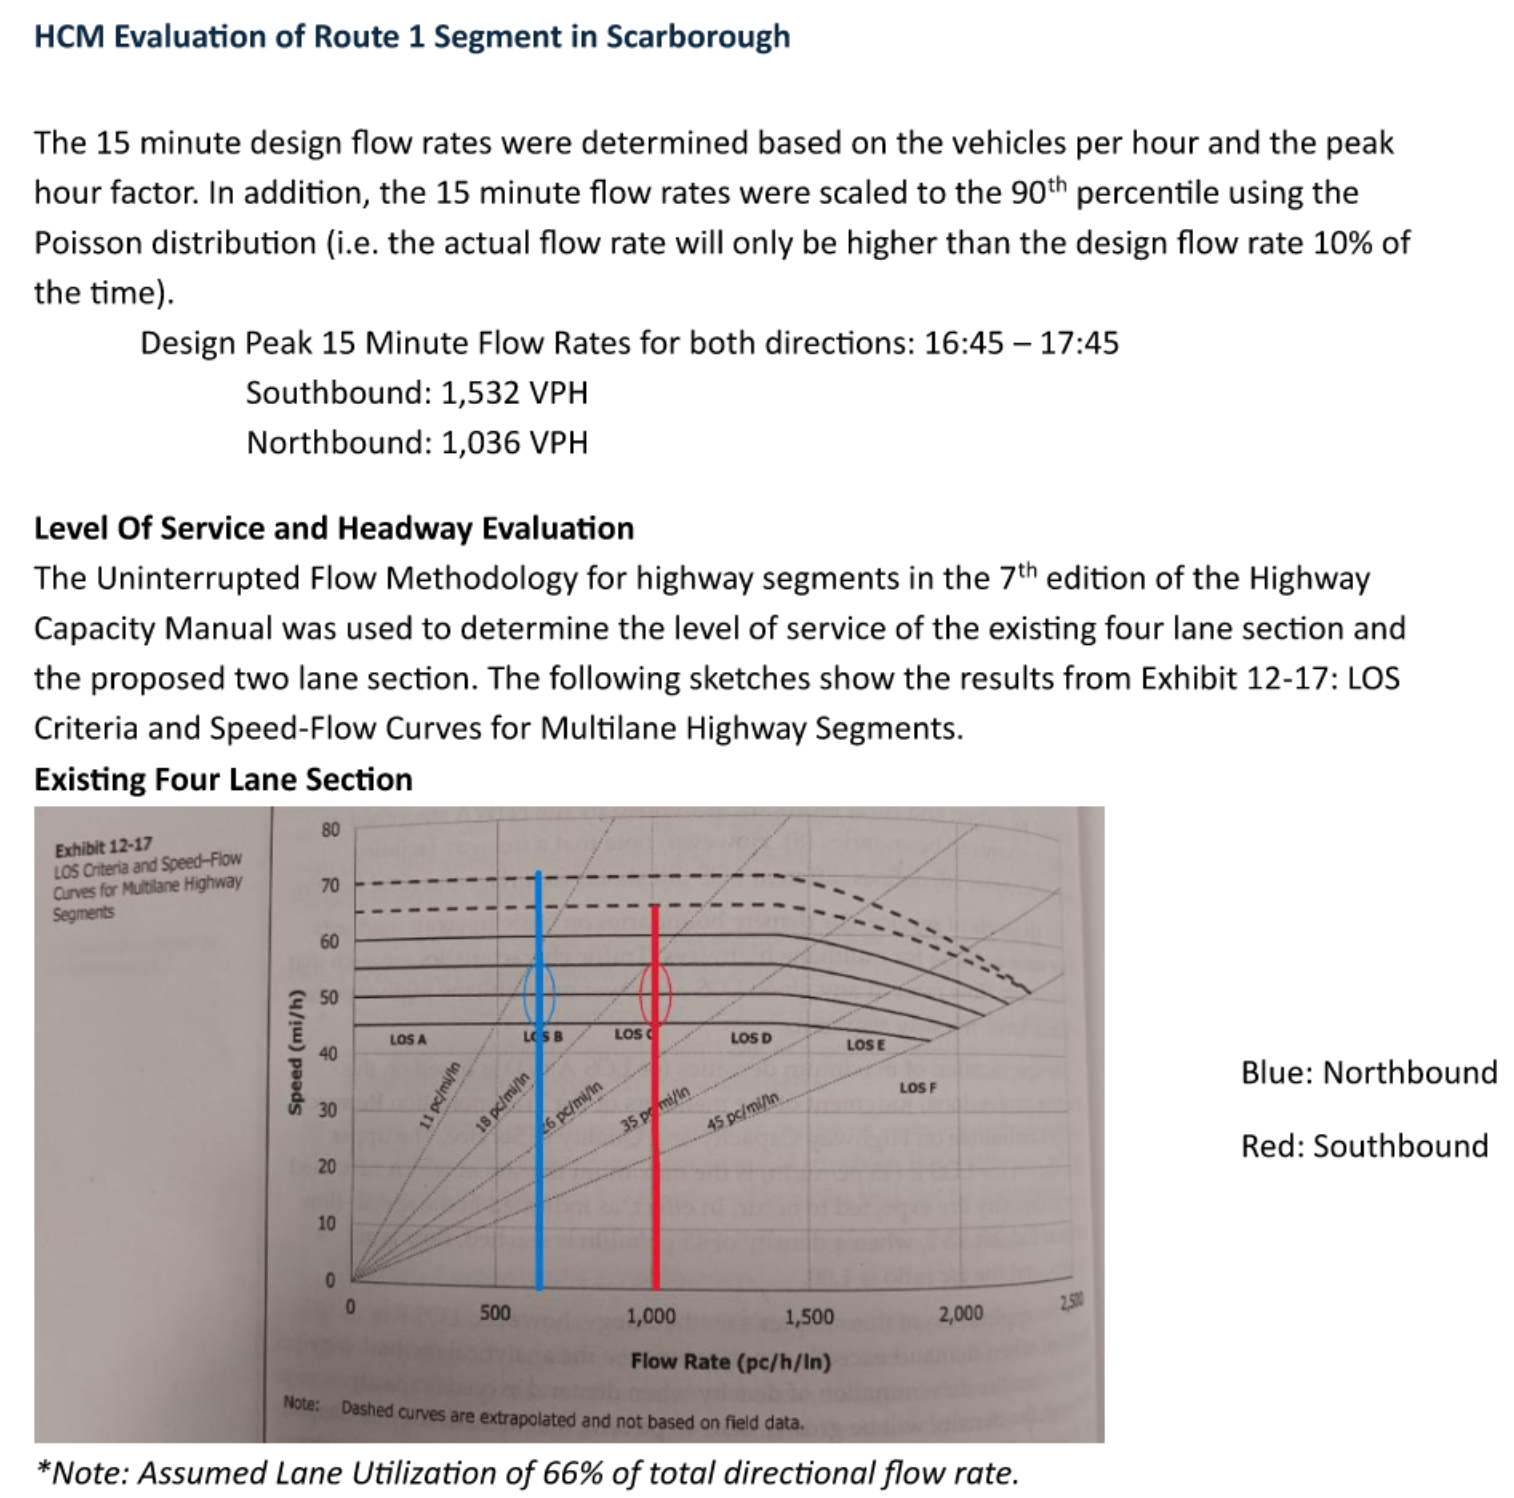 HCM Evaluation of Route 1 Segment in Scarborough
The 15 minute design flow rates were determined based on the vehicles per hour and the peak
hour factor. In addition, the 15 minute flow rates were scaled to the 90th percentile using the
Poisson distribution (i.e. the actual flow rate will only be higher than the design flow rate 10% of
the time).
Design Peak 15 Minute Flow Rates for both directions: 16:45 – 17:45
Southbound: 1,532 VPH
Northbound: 1,036 VPH
Level Of Service and Headway Evaluation
The Uninterrupted Flow Methodology for highway segments in the 7th edition of the Highway
Capacity Manual was used to determine the level of service of the existing four lane section and
the proposed two lane section. The following sketches show the results from Exhibit 12-17: LOS
Criteria and Speed-Flow Curves for Multilane Highway Segments.
Existing Four Lane Section
Exhibit 12-17
LOS Criteria and Speed–Flow
Curves for Multilane Highway
Segments
80
70
60
50
40
30
20
10
0
Speed (mi/h)
LOS A
LOS B
LOS C
LOS D
LOS E
LOS F
11 pc/mi/ln
18 pc/mi/ln
26 pc/mi/ln
35 pc/mi/ln
45 pc/mi/ln
0
500
1,000
1,500
2,000
2,500
Flow Rate (pc/h/ln)
Note: Dashed curves are extrapolated and not based on field data.
Blue: Northbound
Red: Southbound
*Note: Assumed Lane Utilization of 66% of total directional flow rate.